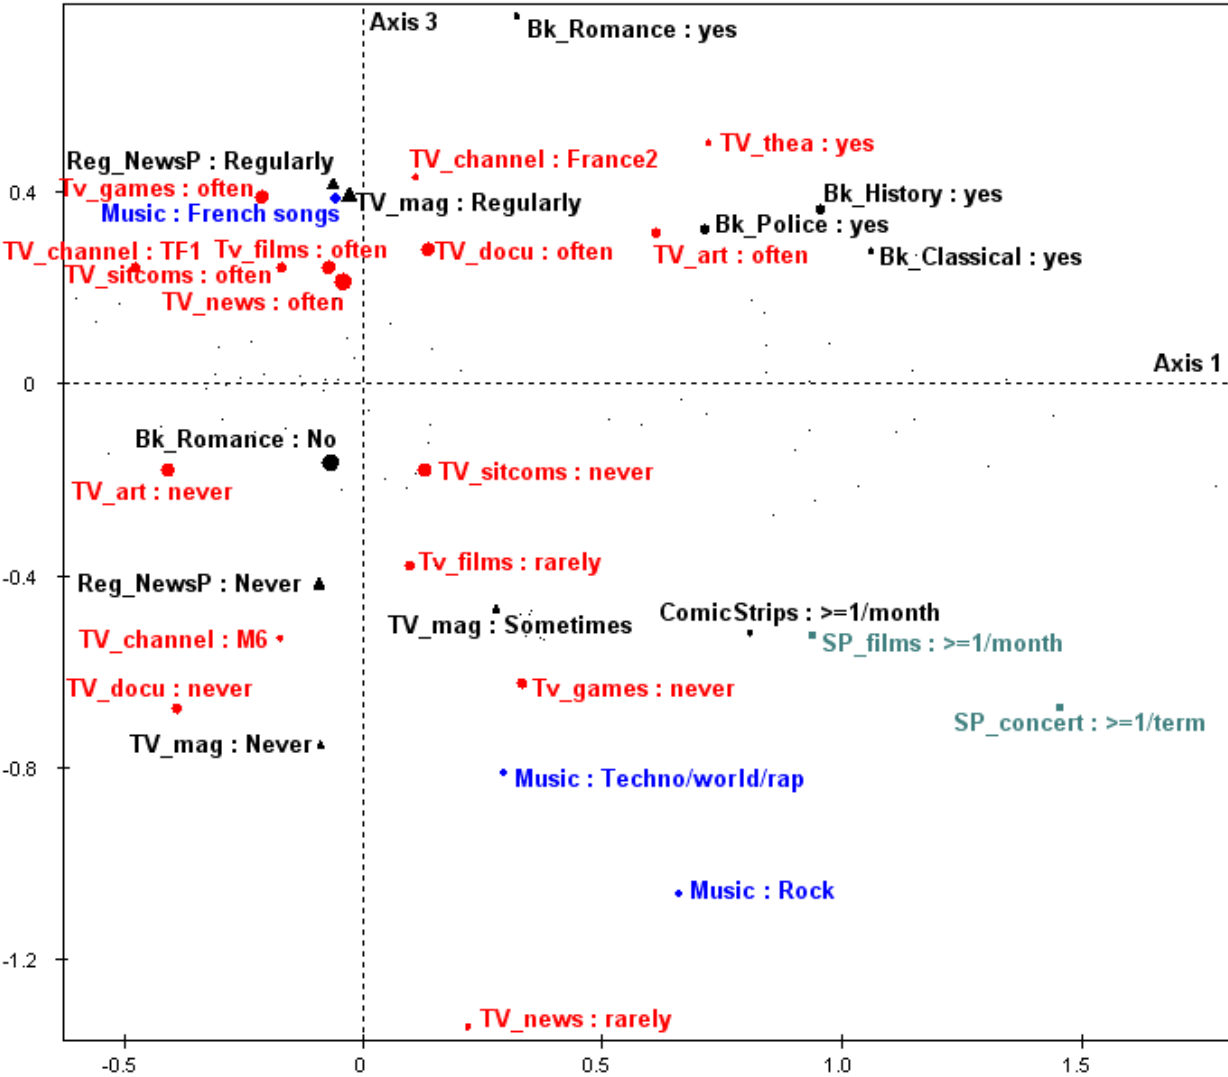 Axis 3
Bk_Romance : yes
TV_thea : yes
Reg_NewsP : Regularly
TV_channel : France2
Tv_games : often
0.4
Bk_History : yes
TV_mag : Regularly
Music : French songs
Bk_Police : yes
TV_channel : TF1
Tv_films : often
TV_docu : often
TV_art : often
Bk_Classical : yes
TV_sitcoms : often
TV_news : often
Axis 1
0
Bk_Romance : No
TV_sitcoms : never
TV_art : never
Tv_films : rarely
-0.4
Reg_NewsP : Never
ComicStrips : >=1/month
TV_mag : Sometimes
TV_channel : M6
SP_films : >=1/month
TV_docu : never
Tv_games : never
SP_concert : >=1/term
TV_mag : Never
-0.8
Music : Techno/world/rap
Music : Rock
-1.2
TV_news : rarely
-0.5
0
0.5
1.0
1.5